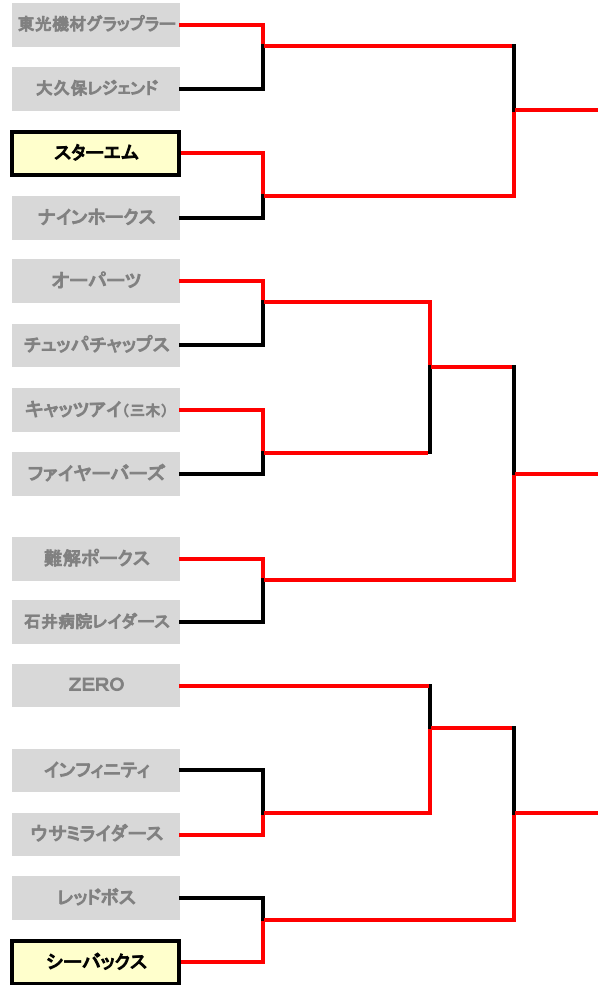 東光機材グラップラー
大久保レジェンド
スターエム
ナインホークス
オーパーツ
チュッパチャップス
キャッツアイ(三木)
ファイヤーバーズ
難解ポークス
石井病院レイダース
ZERO
インフィニティ
ウサミライダース
レッドボス
シーバックス